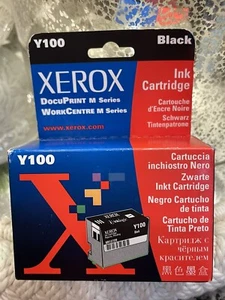 Y100
Black
XEROX
DocuPrint M Series
WorkCentre M Series
www.xerox.com
Ink
Cartridge
Cartouche
d'Encre Noire
Schwarz
Tintenpatrone
Y100
Cartuccia
inchiostro Nero
Zwarte
Inkt Cartridge
Negro Cartucho
de tinta
Cartucho de
Tinta Preto
Картридж с
чёрным
красителем
黑色墨盒
XEROX
Y100
Black